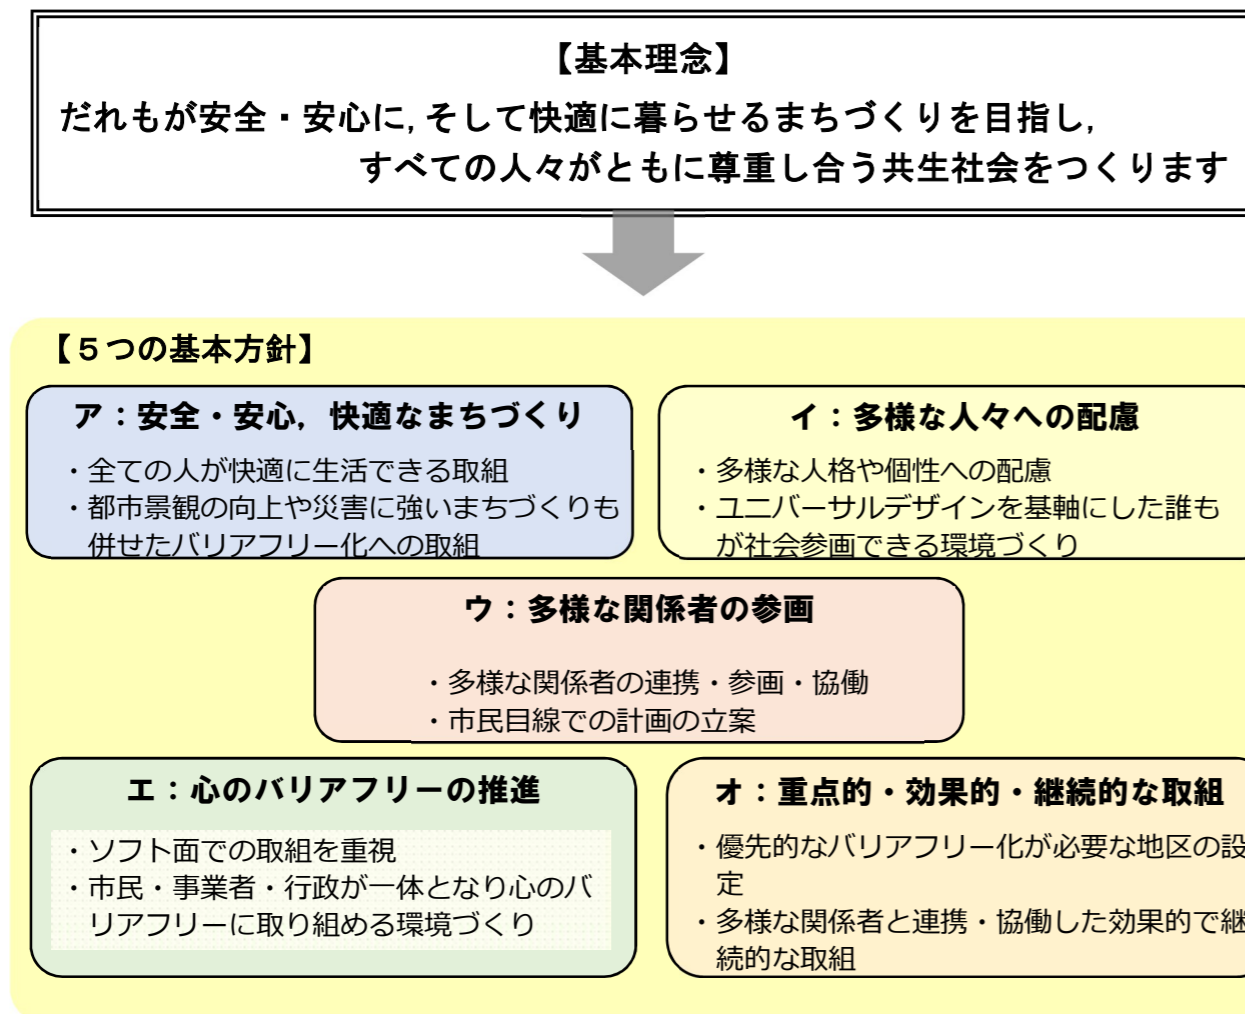 【基本理念】
だれもが安全・安心に,そして快適に暮らせるまちづくりを目指し,
すべての人々がともに尊重し合う共生社会をつくります
【５つの基本方針】
ア：安全・安心，快適なまちづくり
・全ての人が快適に生活できる取組
・都市景観の向上や災害に強いまちづくりも
併せたバリアフリー化への取組
イ：多様な人々への配慮
・多様な人格や個性への配慮
・ユニバーサルデザインを基軸にした誰も
が社会参画できる環境づくり
ウ：多様な関係者の参画
・多様な関係者の連携・参画・協働
・市民目線での計画の立案
エ：心のバリアフリーの推進
・ソフト面での取組を重視
・市民・事業者・行政が一体となり心のバ
リアフリーに取り組める環境づくり
オ：重点的・効果的・継続的な取組
・優先的なバリアフリー化が必要な地区の設
定
・多様な関係者と連携・協働した効果的で継
続的な取組